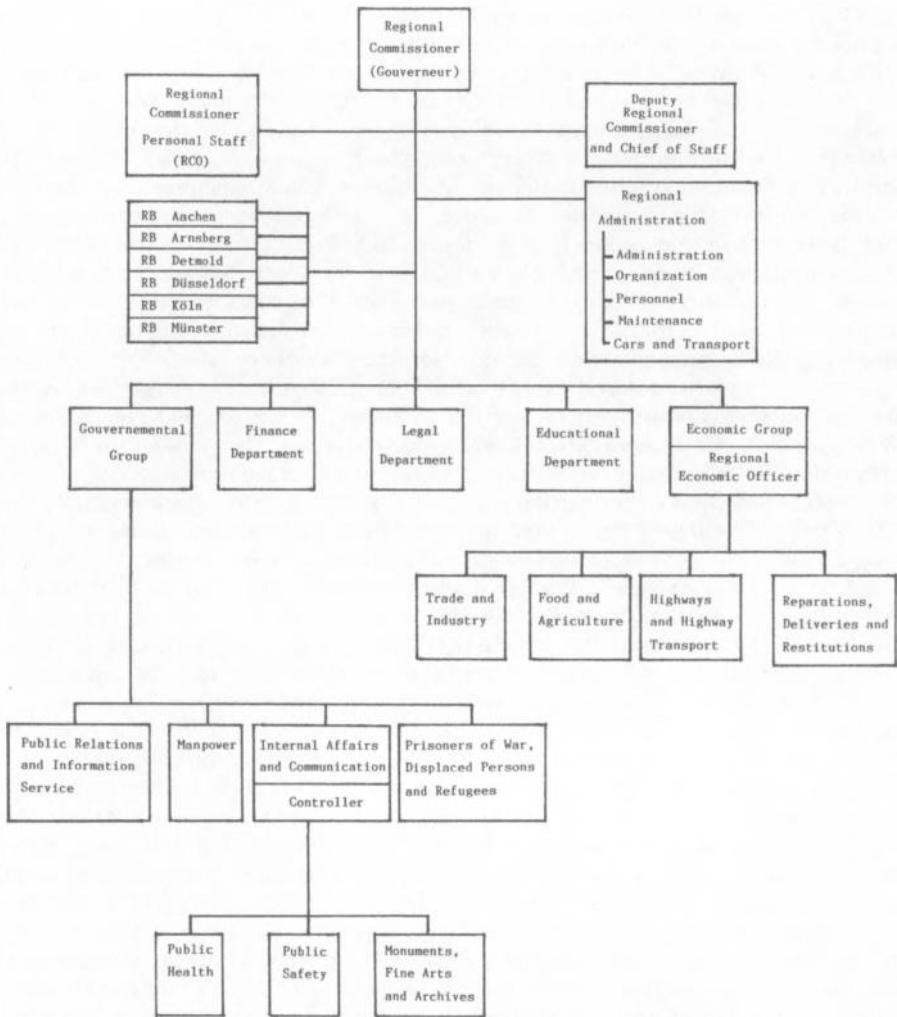 Regional
Commissioner
(Gouverneur)
Regional
Commissioner
Personal Staff
(RCO)
Deputy
Regional
Commissioner
and Chief of Staff
RB Aachen
RB Arnsberg
RB Detmold
RB Düsseldorf
RB Köln
RB Münster
Regional
Administration
Administration
Organization
Personnel
Maintenance
Cars and Transport
Gouvernemental
Group
Finance
Department
Legal
Department
Educational
Department
Economic Group
Regional
Economic Officer
Trade and
Industry
Food and
Agriculture
Highways
and Highway
Transport
Reparations,
Deliveries and
Restitutions
Public Relations
and Information
Service
Manpower
Internal Affairs
and Communication
Controller
Prisoners of War,
Displaced Persons
and Refugees
Public
Health
Public
Safety
Monuments,
Fine Arts
and Archives